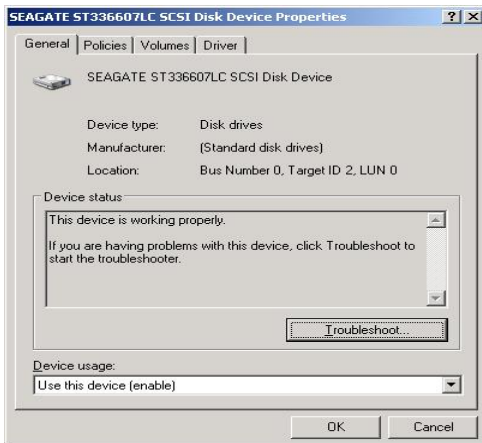 SEAGATE ST336607LC SCSI Disk Device Properties
General Policies Volumes Driver
SEAGATE ST336607LC SCSI Disk Device
Device type: Disk drives
Manufacturer: (Standard disk drives)
Location: Bus Number 0, Target ID 2, LUN 0
Device status
This device is working properly.
If you are having problems with this device, click Troubleshoot to
start the troubleshooter.
Troubleshoot...
Device usage:
Use this device (enable)
OK Cancel